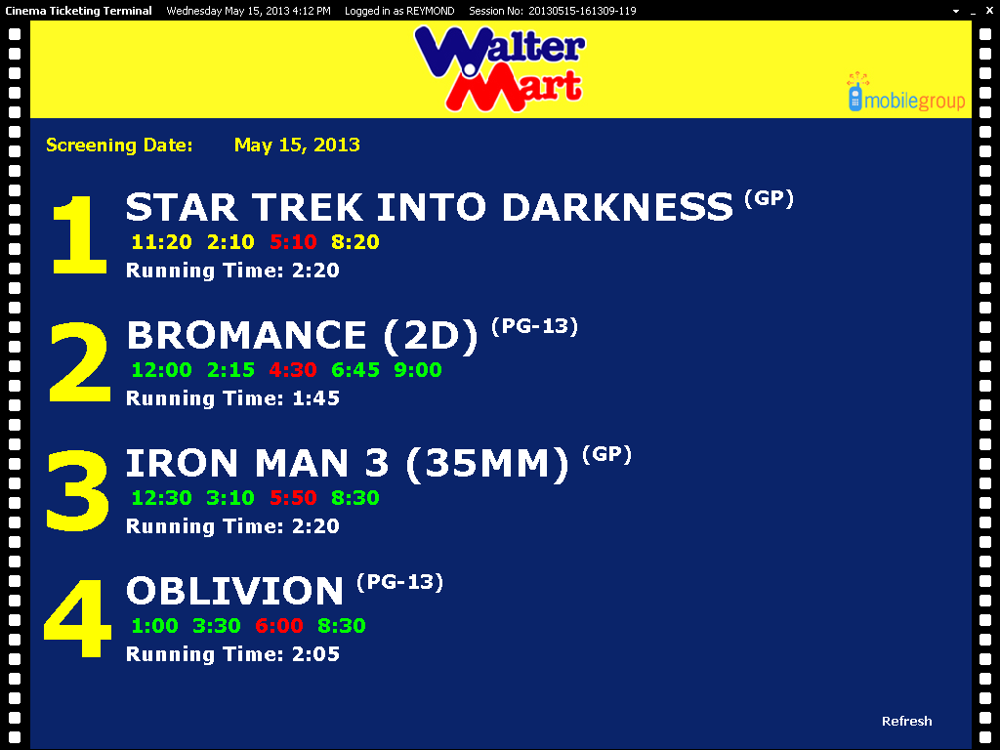 Cinema Ticketing Terminal Wednesday May 15, 2013 4:12 PM Logged in as REYMOND Session No: 20130515-161309-119
Walter
Mart
mobilegroup
Screening Date: May 15, 2013
1 STAR TREK INTO DARKNESS (GP)
11:20 2:10 5:10 8:20
Running Time: 2:20
2 BROMANCE (2D) (PG-13)
12:00 2:15 4:30 6:45 9:00
Running Time: 1:45
3 IRON MAN 3 (35MM) (GP)
12:30 3:10 5:50 8:30
Running Time: 2:20
4 OBLIVION (PG-13)
1:00 3:30 6:00 8:30
Running Time: 2:05
Refresh